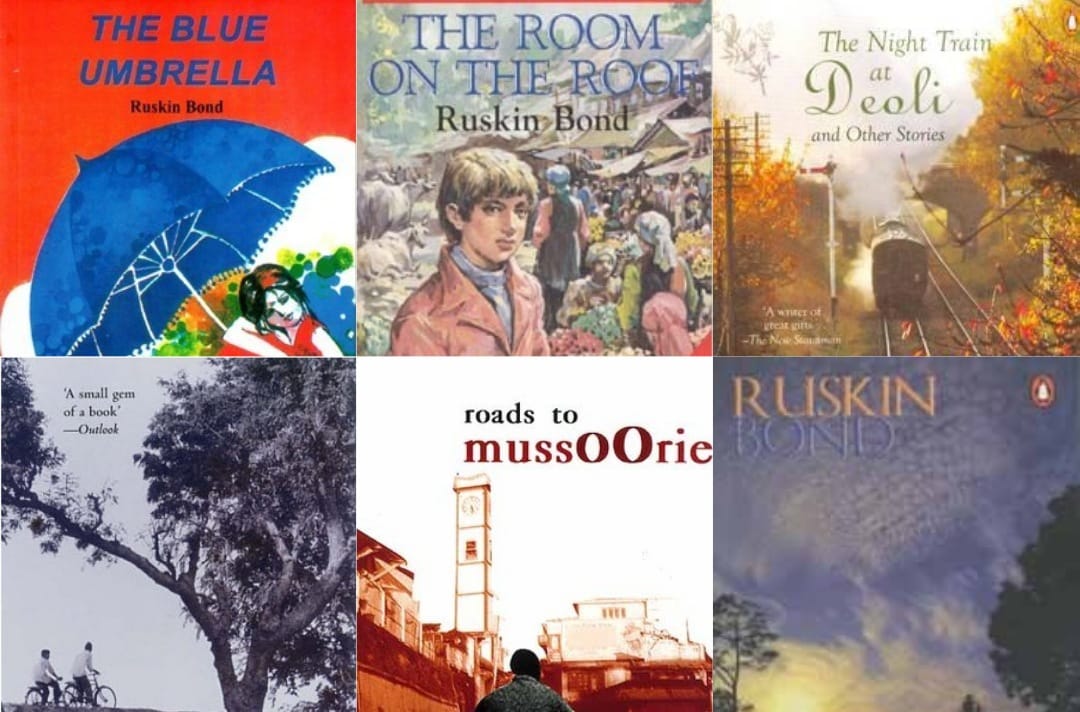 THE BLUE
UMBRELLA
Ruskin Bond
THE ROOM
ON THE ROOF
Ruskin Bond
The Night Train
at
Deoli
and Other Stories
'A writer of
great gifts'
–The New Statesman
'A small gem
of a book'
—Outlook
roads to
mussOOrie
RUSKIN
BOND